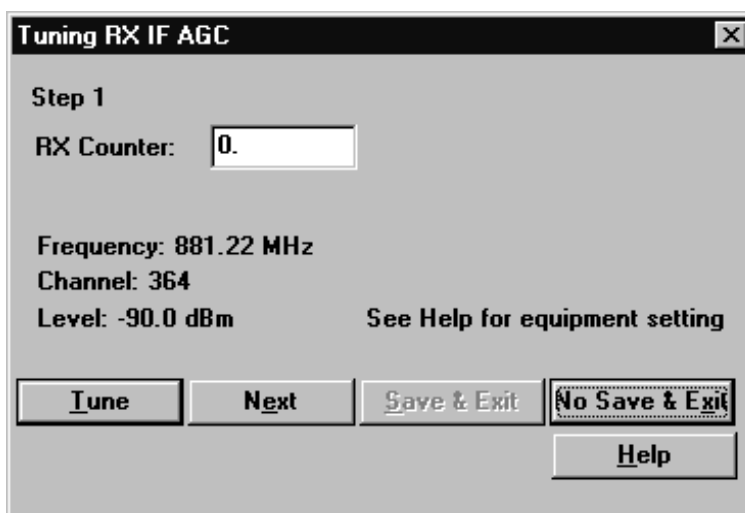 Tuning RX IF AGC
Step 1
RX Counter: 0.
Frequency: 881.22 MHz
Channel: 364
Level: -90.0 dBm See Help for equipment setting
Tune Next Save & Exit No Save & Exit
Help